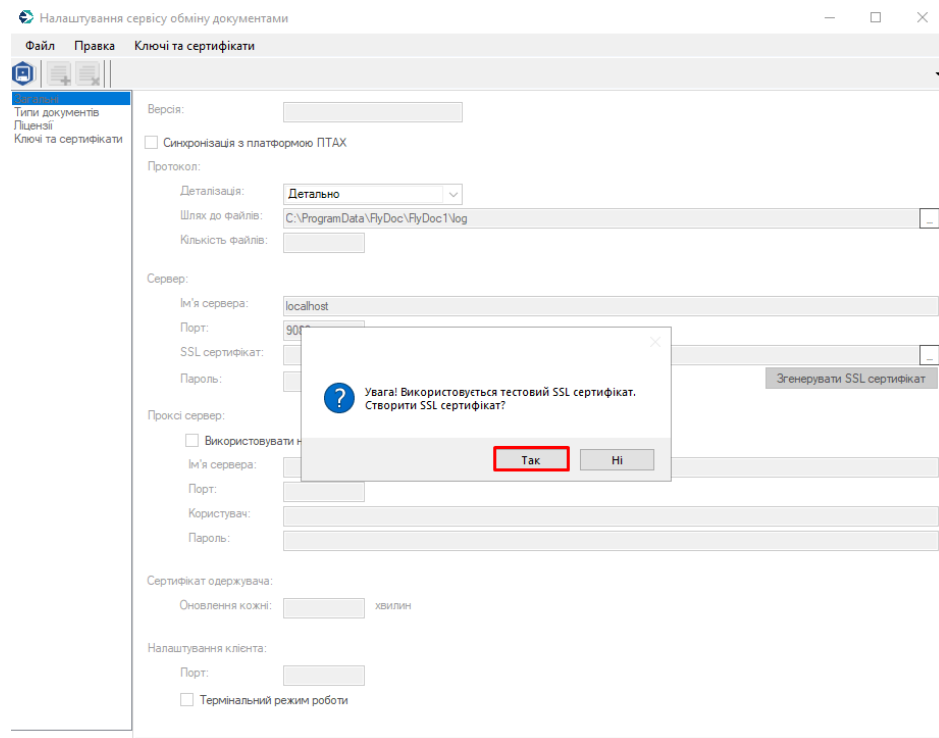 Налаштування сервісу обміну документами
Файл Правка Ключі та сертифікати
Загальні
Типи документів
Ліцензії
Ключі та сертифікати
Версія:
Синхронізація з платформою ПТАХ
Протокол:
Деталізація: Детально
Шлях до файлів: C:\ProgramData\FlyDoc\FlyDoc1\log
...
Кількість файлів:
Сервер:
Ім'я сервера: localhost
Порт:
SSL сертифікат:
...
Пароль:
Згенерувати SSL сертифікат
Увага! Використовується тестовий SSL сертифікат.
Створити SSL сертифікат?
Так Ні
Проксі сервер:
Використовувати
Ім'я сервера:
Порт:
Користувач:
Пароль:
Сертифікат одержувача:
Оновлення кожні: хвилин
Налаштування клієнта:
Порт:
Термінальний режим роботи